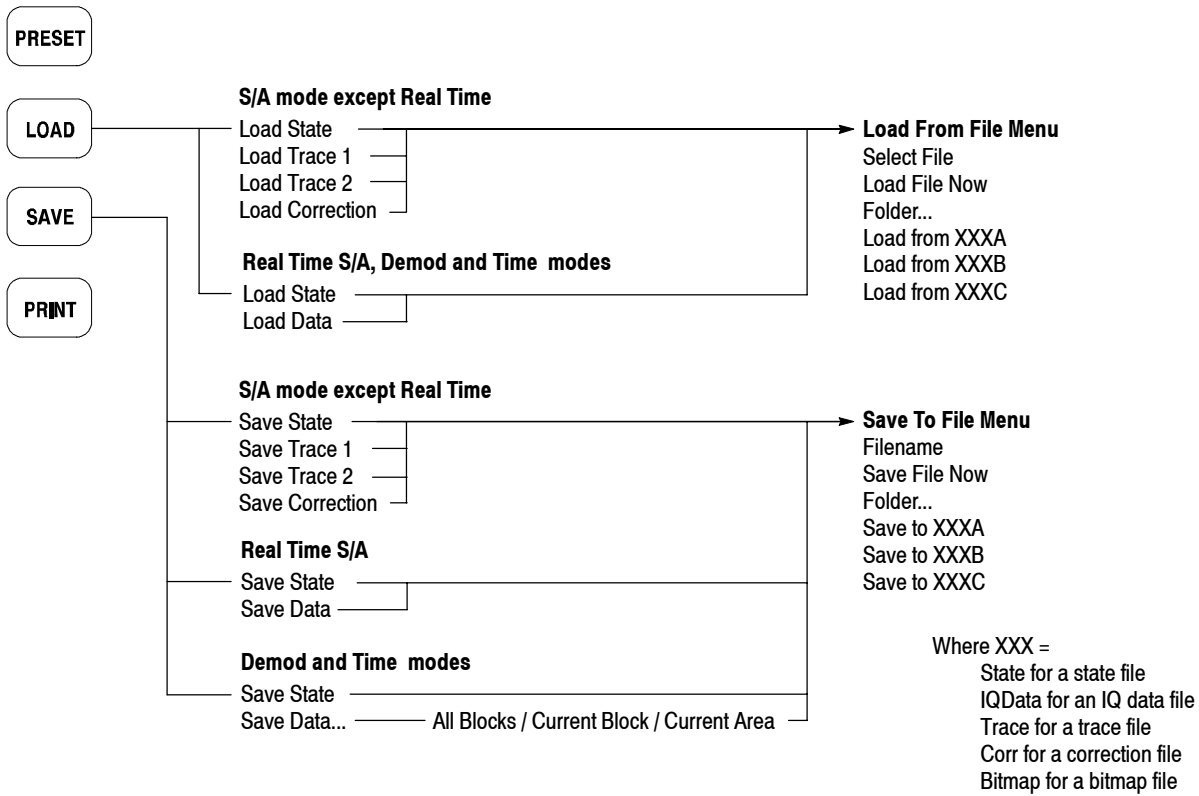 PRESET
LOAD
SAVE
PRINT
S/A mode except Real Time
Load State
Load Trace 1
Load Trace 2
Load Correction
Real Time S/A, Demod and Time modes
Load State
Load Data
Load From File Menu
Select File
Load File Now
Folder...
Load from XXXA
Load from XXXB
Load from XXXC
S/A mode except Real Time
Save State
Save Trace 1
Save Trace 2
Save Correction
Real Time S/A
Save State
Save Data
Demod and Time modes
Save State
Save Data... All Blocks / Current Block / Current Area
Save To File Menu
Filename
Save File Now
Folder...
Save to XXXA
Save to XXXB
Save to XXXC
Where XXX =
State for a state file
IQData for an IQ data file
Trace for a trace file
Corr for a correction file
Bitmap for a bitmap file